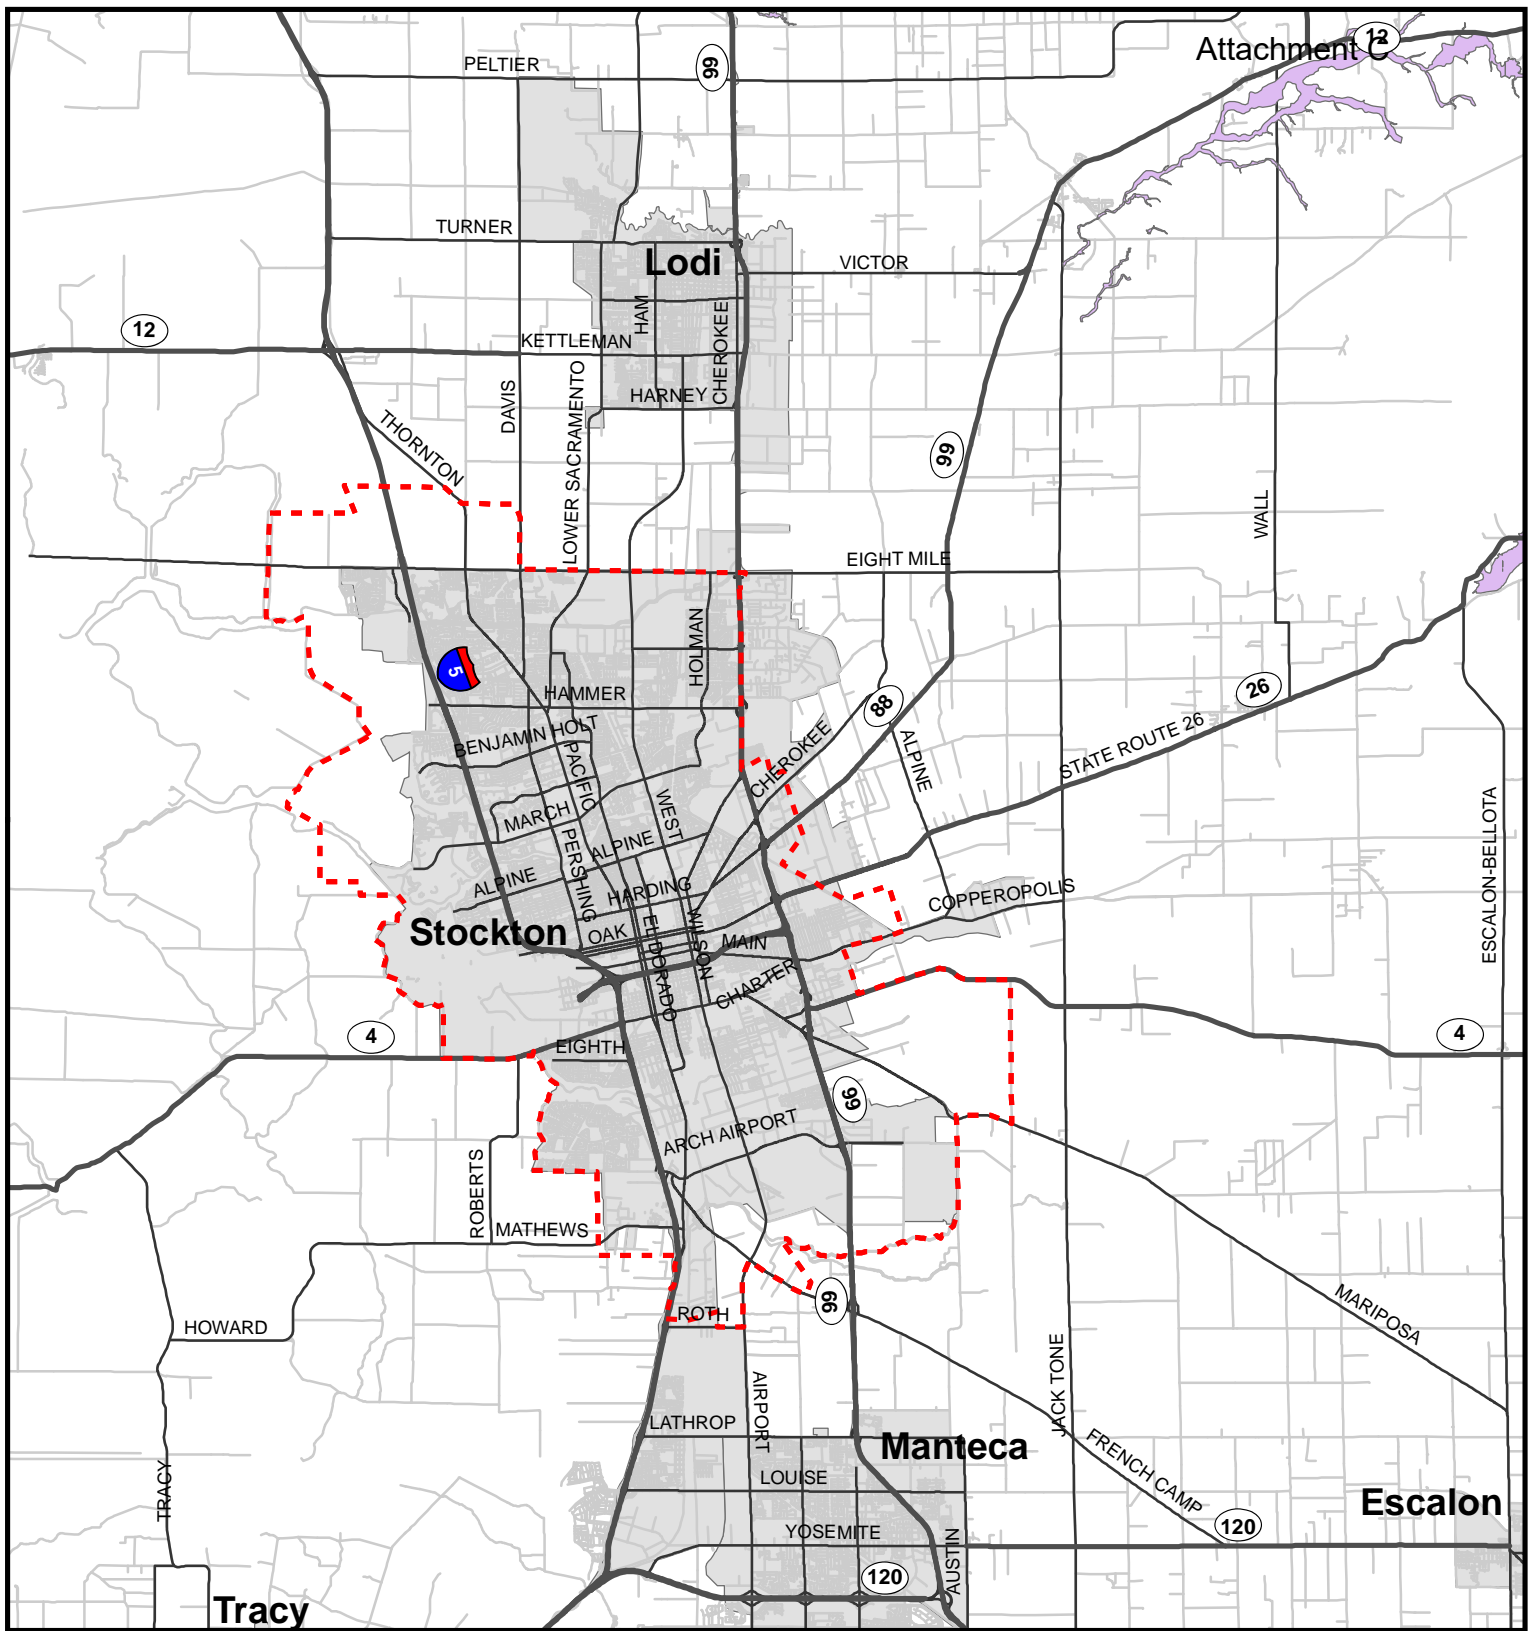 Attachment C
12
PELTIER
99
TURNER
Lodi
VICTOR
HAM
CHEROKEE
12
KETTLEMAN
HARNEY
DAVIS
LOWER SACRAMENTO
THORNTON
99
WALL
EIGHT MILE
HOLMAN
5
HAMMER
26
88
BENJAMIN HOLT
PACIFIC
CHEROKEE
ALPINE
STATE ROUTE 26
WEST
MARCH
ALPINE
PERSHING
ESCALON-BELLOTA
ALPINE
HARDING
COPPEROPOLIS
Stockton
OAK
EL DORADO
WILSON
MAIN
CHARTER
4
4
EIGHTH
99
ARCH AIRPORT
ROBERTS
MATHEWS
99
ROTH
HOWARD
MARIPOSA
JACK TONE
AIRPORT
LATHROP
Manteca
FRENCH CAMP
LOUISE
TRACY
Escalon
YOSEMITE
120
AUSTIN
120
Tracy